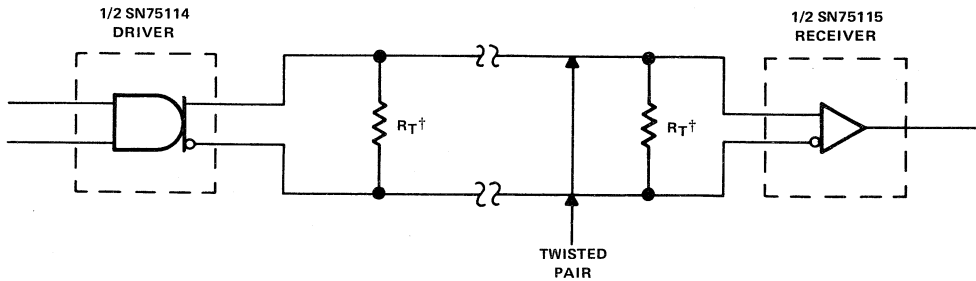 1/2 SN75114
DRIVER
1/2 SN75115
RECEIVER
RT†
RT†
TWISTED
PAIR